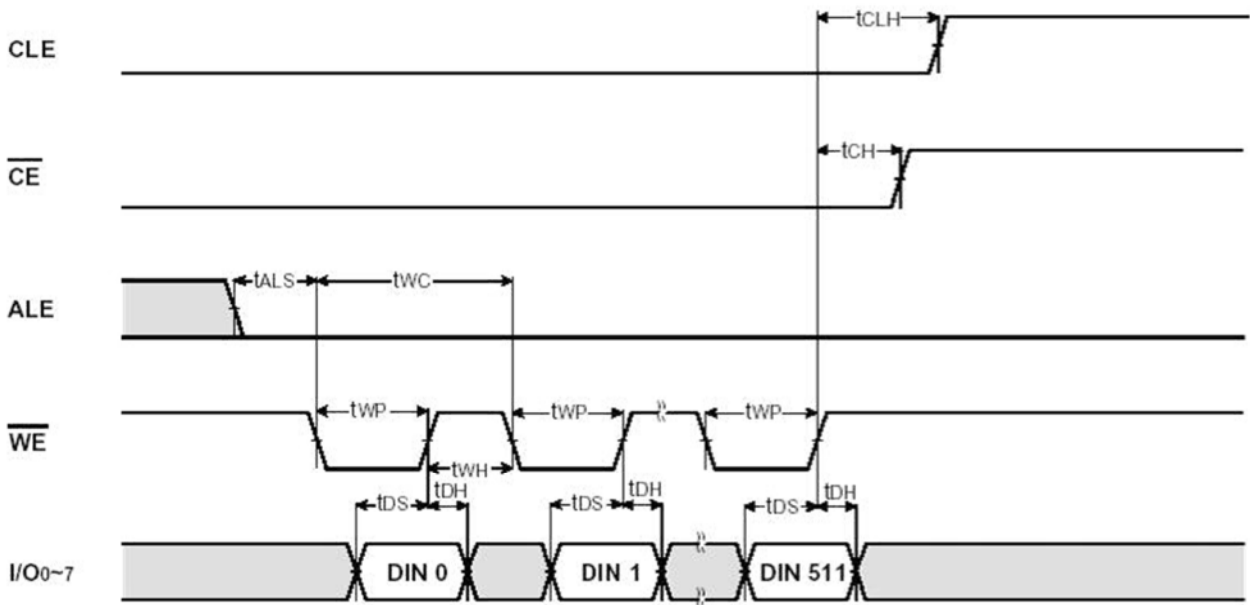 CLE
tCLH
CE
tCH
ALE
tALS
tWC
WE
tWP
tWP
tWP
tWH
tDS
tDH
tDS
tDH
tDS
tDH
I/O0~7
DIN 0
DIN 1
DIN 511